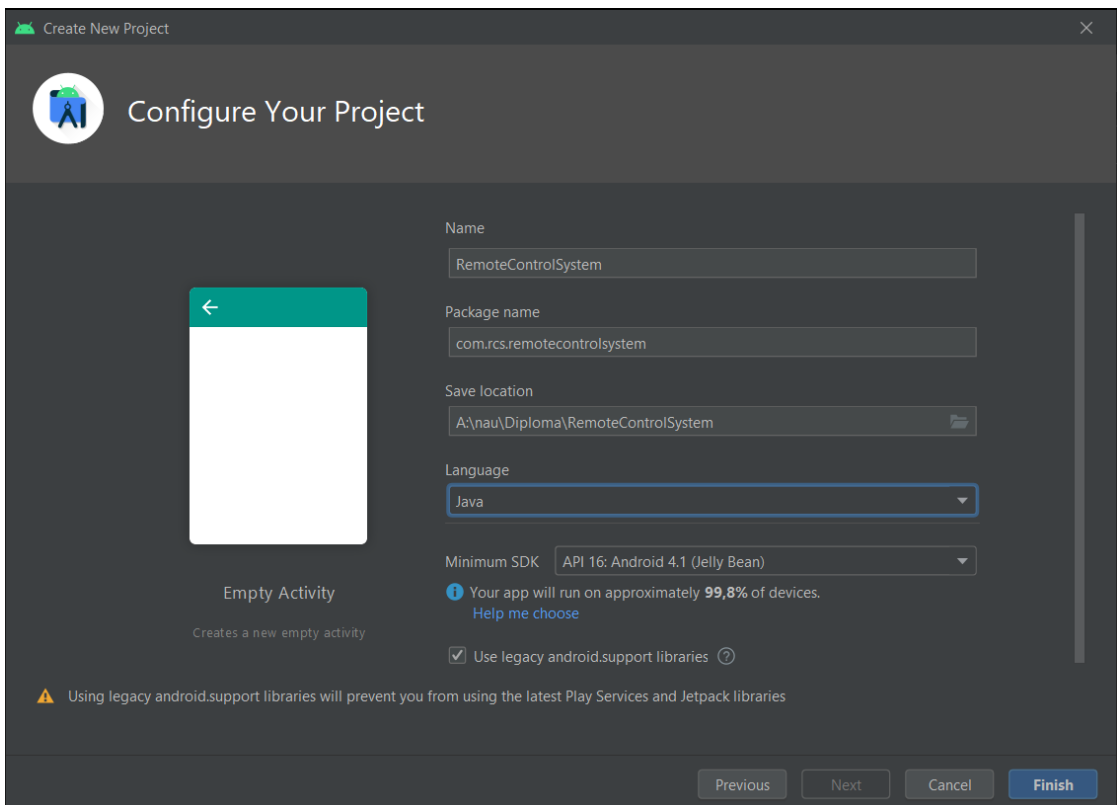 Create New Project
Configure Your Project
Name
RemoteControlSystem
Package name
com.rcs.remotecontrolsystem
Save location
A:\nau\Diploma\RemoteControlSystem
Language
Java
Minimum SDK API 16: Android 4.1 (Jelly Bean)
Your app will run on approximately 99,8% of devices.
Help me choose
Use legacy android.support libraries
Empty Activity
Creates a new empty activity
Using legacy android.support libraries will prevent you from using the latest Play Services and Jetpack libraries
Previous Next Cancel Finish